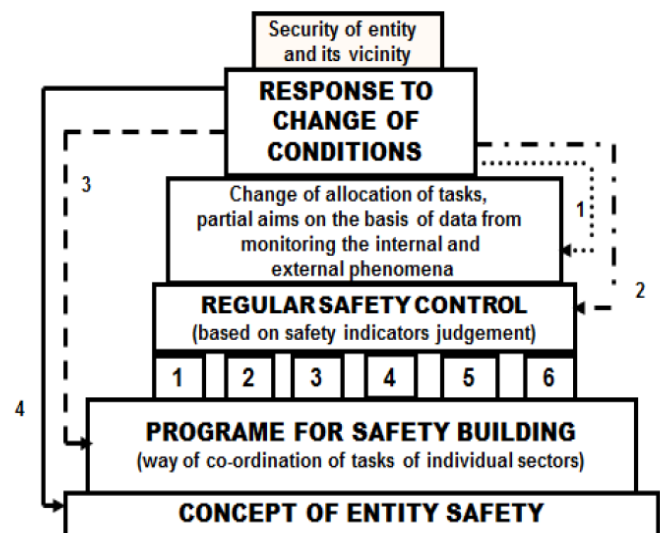 Security of entity
and its vicinity
RESPONSE TO
CHANGE OF
CONDITIONS
3
1
Change of allocation of tasks,
partial aims on the basis of data from
monitoring the internal and
external phenomena
2
REGULAR SAFETY CONTROL
(based on safety indicators judgement)
1 2 3 4 5 6
4
PROGRAME FOR SAFETY BUILDING
(way of co-ordination of tasks of individual sectors)
CONCEPT OF ENTITY SAFETY